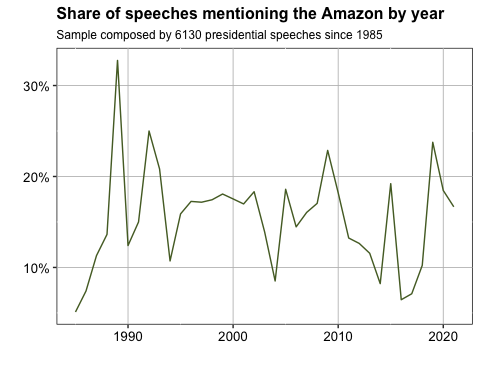 Share of speeches mentioning the Amazon by year
Sample composed by 6130 presidential speeches since 1985
30%
20%
10%
1990 2000 2010 2020